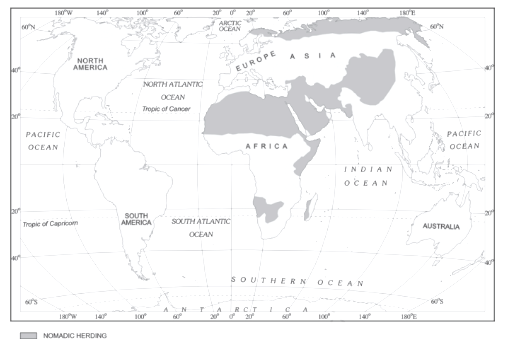 180°W 140° 100° 60° 20° 0° 20° 60° 100° 140° 180°E
ARCTIC
OCEAN
60°N
60°N
NORTH
AMERICA
EUROPE
ASIA
40°
40°
NORTH ATLANTIC
OCEAN
Tropic of Cancer
20°
20°
PACIFIC
OCEAN
AFRICA
PACIFIC
OCEAN
INDIAN
OCEAN
20°
20°
Tropic of Capricorn
SOUTH
AMERICA
SOUTH ATLANTIC
OCEAN
AUSTRALIA
40°
40°
SOUTHERN OCEAN
60°S
60°S
ANTARCTICA
180°W 140° 100° 60° 20° 0° 20° 60° 100° 140° 180°E
NOMADIC HERDING